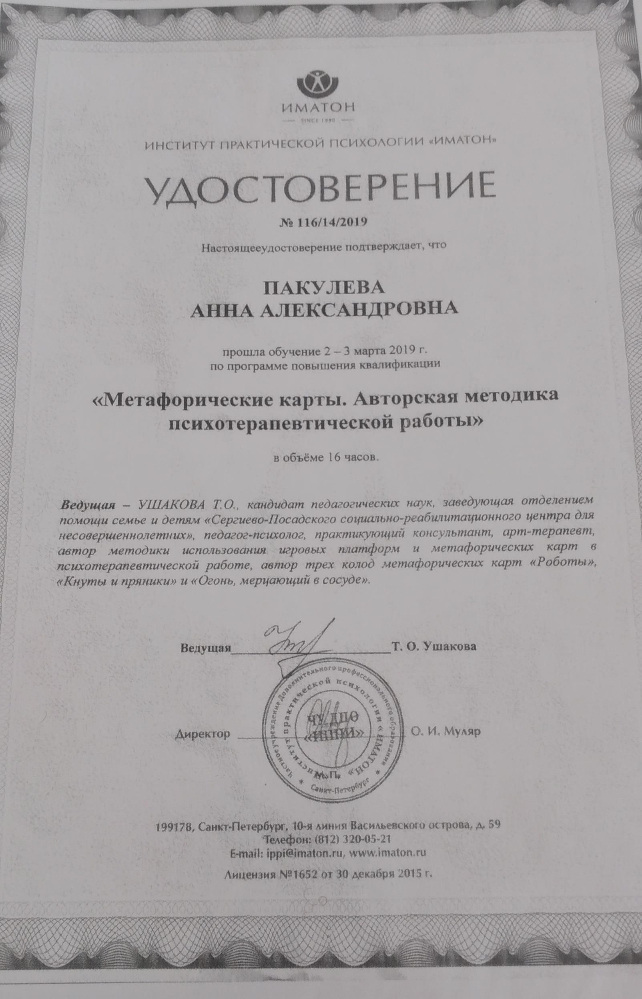 ИМАТОН
SINCE 1990
ИНСТИТУТ ПРАКТИЧЕСКОЙ ПСИХОЛОГИИ «ИМАТОН»
УДОСТОВЕРЕНИЕ
№ 116/14/2019
Настоящееудостоверение подтверждает, что
ПАКУЛЕВА
АННА АЛЕКСАНДРОВНА
прошла обучение 2 – 3 марта 2019 г.
по программе повышения квалификации
«Метафорические карты. Авторская методика
психотерапевтической работы»
в объёме 16 часов.
Ведущая – УШАКОВА Т.О., кандидат педагогических наук, заведующая отделением
помощи семье и детям «Сергиево-Посадского социально-реабилитационного центра для
несовершеннолетних», педагог-психолог, практикующий консультант, арт-терапевт,
автор методики использования игровых платформ и метафорических карт в
психотерапевтической работе, автор трех колод метафорических карт «Роботы»,
«Кнуты и пряники» и «Огонь, мерцающий в сосуде».
Ведущая Т. О. Ушакова
Частное учреждение Дополнительного профессионального образования
Институт практической психологии «ИМАТОН»
ЧУ ДПО
«ИППИ»
Директор О. И. Муляр
М.П.
* Санкт-Петербург *
199178, Санкт-Петербург, 10-я линия Васильевского острова, д. 59
Телефон: (812) 320-05-21
E-mail: ippi@imaton.ru, www.imaton.ru
Лицензия №1652 от 30 декабря 2015 г.